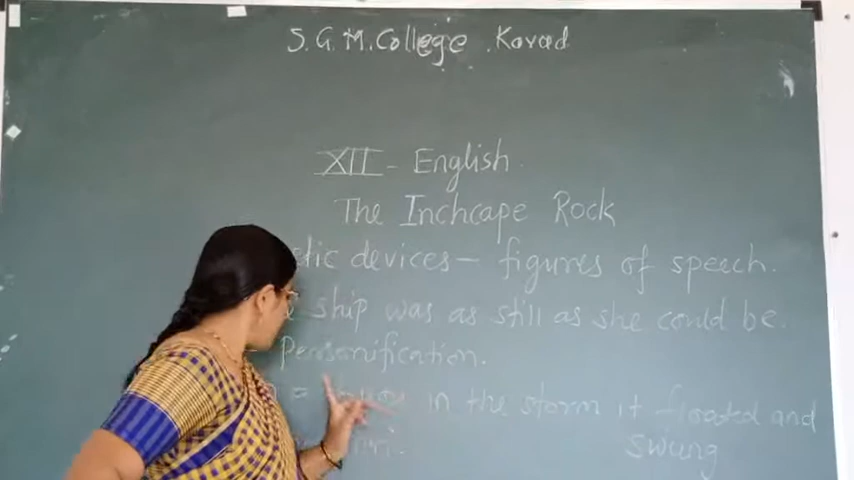 S.G.M. College . Kovad
XII - English.
The Inchcape Rock
devices - figures of speech.
ship was as still as she could be.
Personification.
= in the storm it floated and
swung